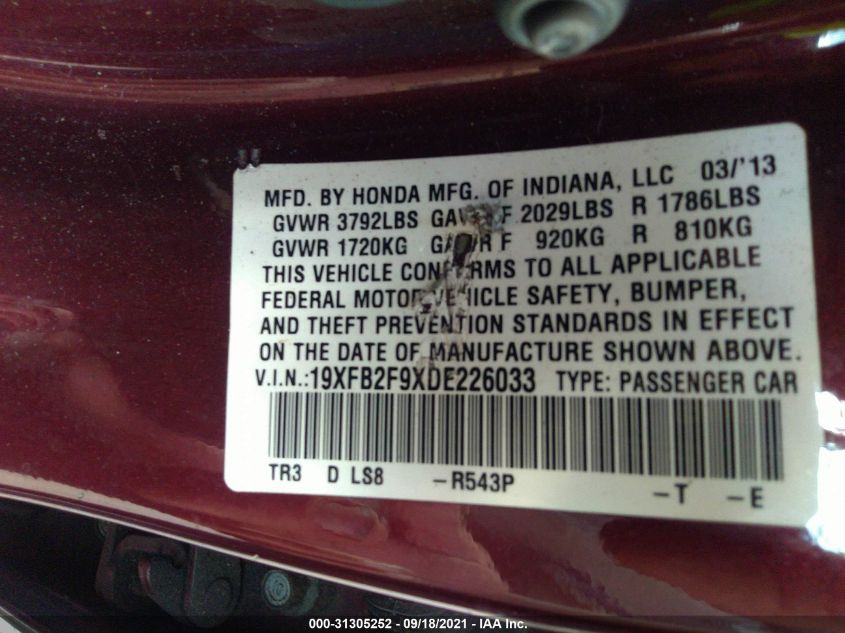 MFD. BY HONDA MFG. OF INDIANA, LLC 03/'13
GVWR 3792LBS F 2029LBS R 1786LBS
GVWR 1720KG F 920KG R 810KG
THIS VEHICLE CONFORMS TO ALL APPLICABLE
FEDERAL MOTOR VEHICLE SAFETY, BUMPER,
AND THEFT PREVENTION STANDARDS IN EFFECT
ON THE DATE OF MANUFACTURE SHOWN ABOVE.
V.I.N.:19XFB2F9XDE226033 TYPE: PASSENGER CAR
TR3 D LS8 -R543P
-T -E
000-31305252 - 09/18/2021 - IAA Inc.